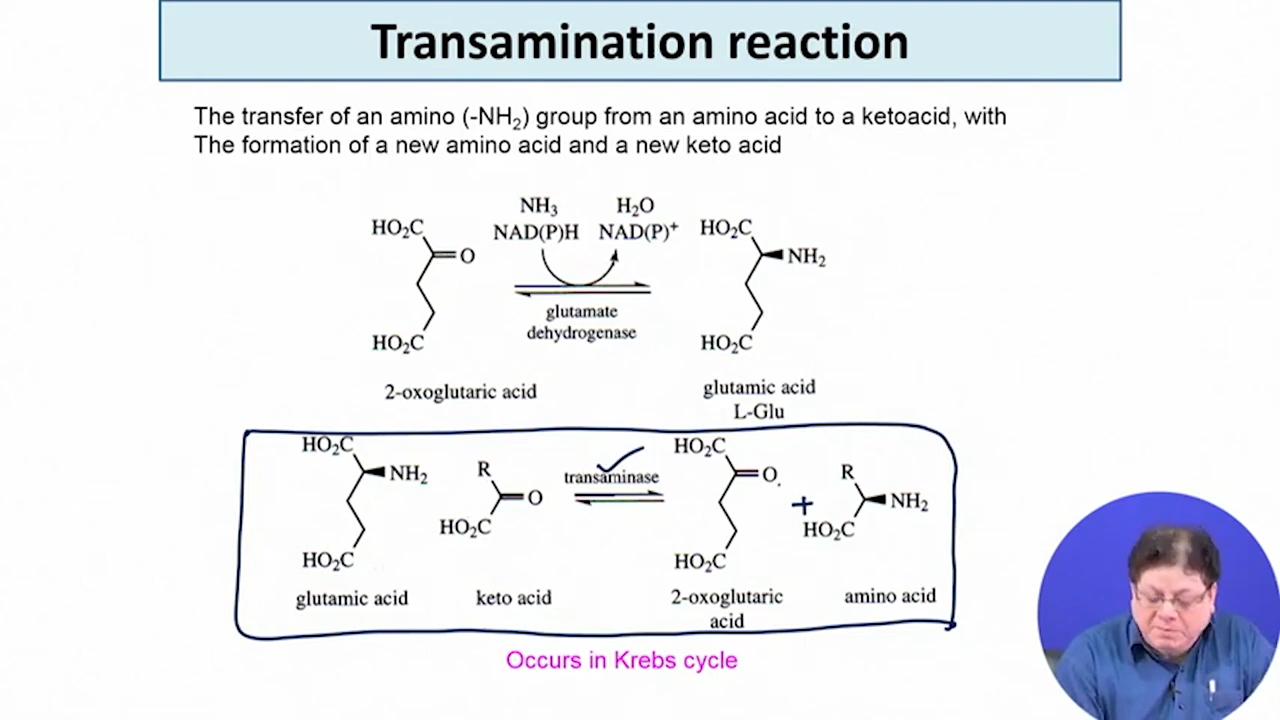 Transamination reaction
The transfer of an amino (-NH₂) group from an amino acid to a ketoacid, with
The formation of a new amino acid and a new keto acid
NH₃ H₂O
HO₂C NAD(P)H NAD(P)⁺ HO₂C
O NH₂
glutamate
dehydrogenase
HO₂C HO₂C
2-oxoglutaric acid glutamic acid
L-Glu
HO₂C HO₂C
NH₂ R transaminase O R
O + NH₂
HO₂C HO₂C
HO₂C HO₂C
glutamic acid keto acid 2-oxoglutaric amino acid
acid
Occurs in Krebs cycle